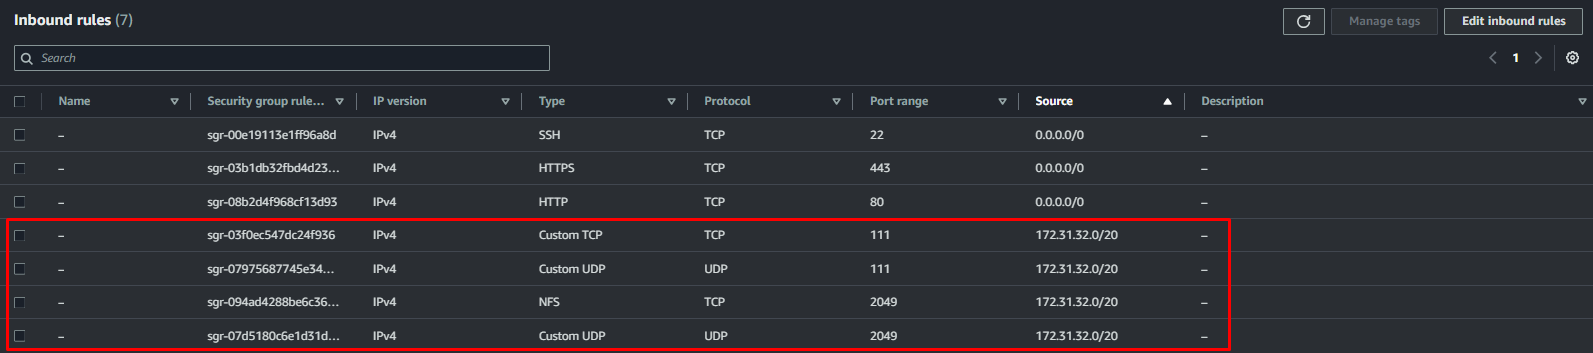 Inbound rules (7)
Manage tags
Edit inbound rules
Search
1
Name Security group rule... IP version Type Protocol Port range Source Description
– sgr-00e19113e1ff96a8d IPv4 SSH TCP 22 0.0.0.0/0 –
– sgr-03b1db32fbd4d23... IPv4 HTTPS TCP 443 0.0.0.0/0 –
– sgr-08b2d4f968cf13d93 IPv4 HTTP TCP 80 0.0.0.0/0 –
– sgr-03f0ec547dc24f936 IPv4 Custom TCP TCP 111 172.31.32.0/20 –
– sgr-07975687745e34... IPv4 Custom UDP UDP 111 172.31.32.0/20 –
– sgr-094ad4288be6c36... IPv4 NFS TCP 2049 172.31.32.0/20 –
– sgr-07d5180c6e1d31d... IPv4 Custom UDP UDP 2049 172.31.32.0/20 –